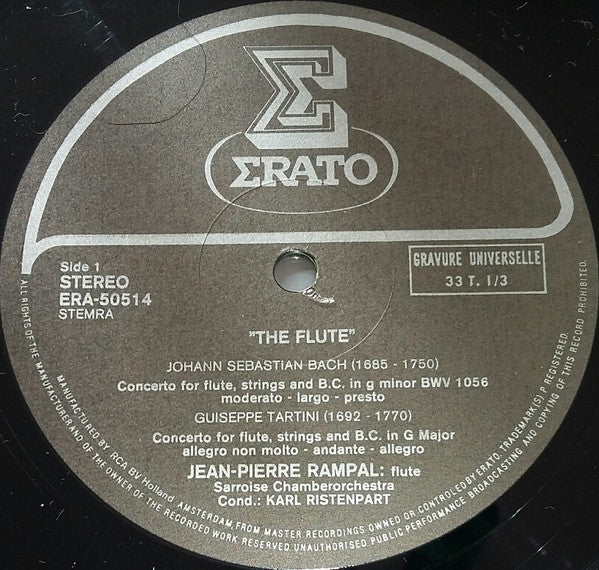 Σ
ΣRATO
Side 1
STEREO
ERA-50514
STEMRA
GRAVURE UNIVERSELLE
33 T. 1/3
"THE FLUTE"
JOHANN SEBASTIAN BACH (1685 - 1750)
Concerto for flute, strings and B.C. in g minor BWV 1056
moderato - largo - presto
GUISEPPE TARTINI (1692 - 1770)
Concerto for flute, strings and B.C. in G Major
allegro non molto - andante - allegro
JEAN-PIERRE RAMPAL: flute
Sarroise Chamberorchestra
Cond.: KARL RISTENPART
MANUFACTURED BY RCA BV Holland AMSTERDAM, FROM MASTER RECORDINGS OWNED OR CONTROLED BY ERATO. TRADEMARK(S) P REGISTERED.
ALL RIGHTS OF THE MANUFACTURER AND OF THE OWNER OF THE RECORDED WORK RESERVED. UNAUTHORISED PUBLIC PERFORMANCE BROADCASTING AND COPYING OF THIS RECORD PROHIBITED.